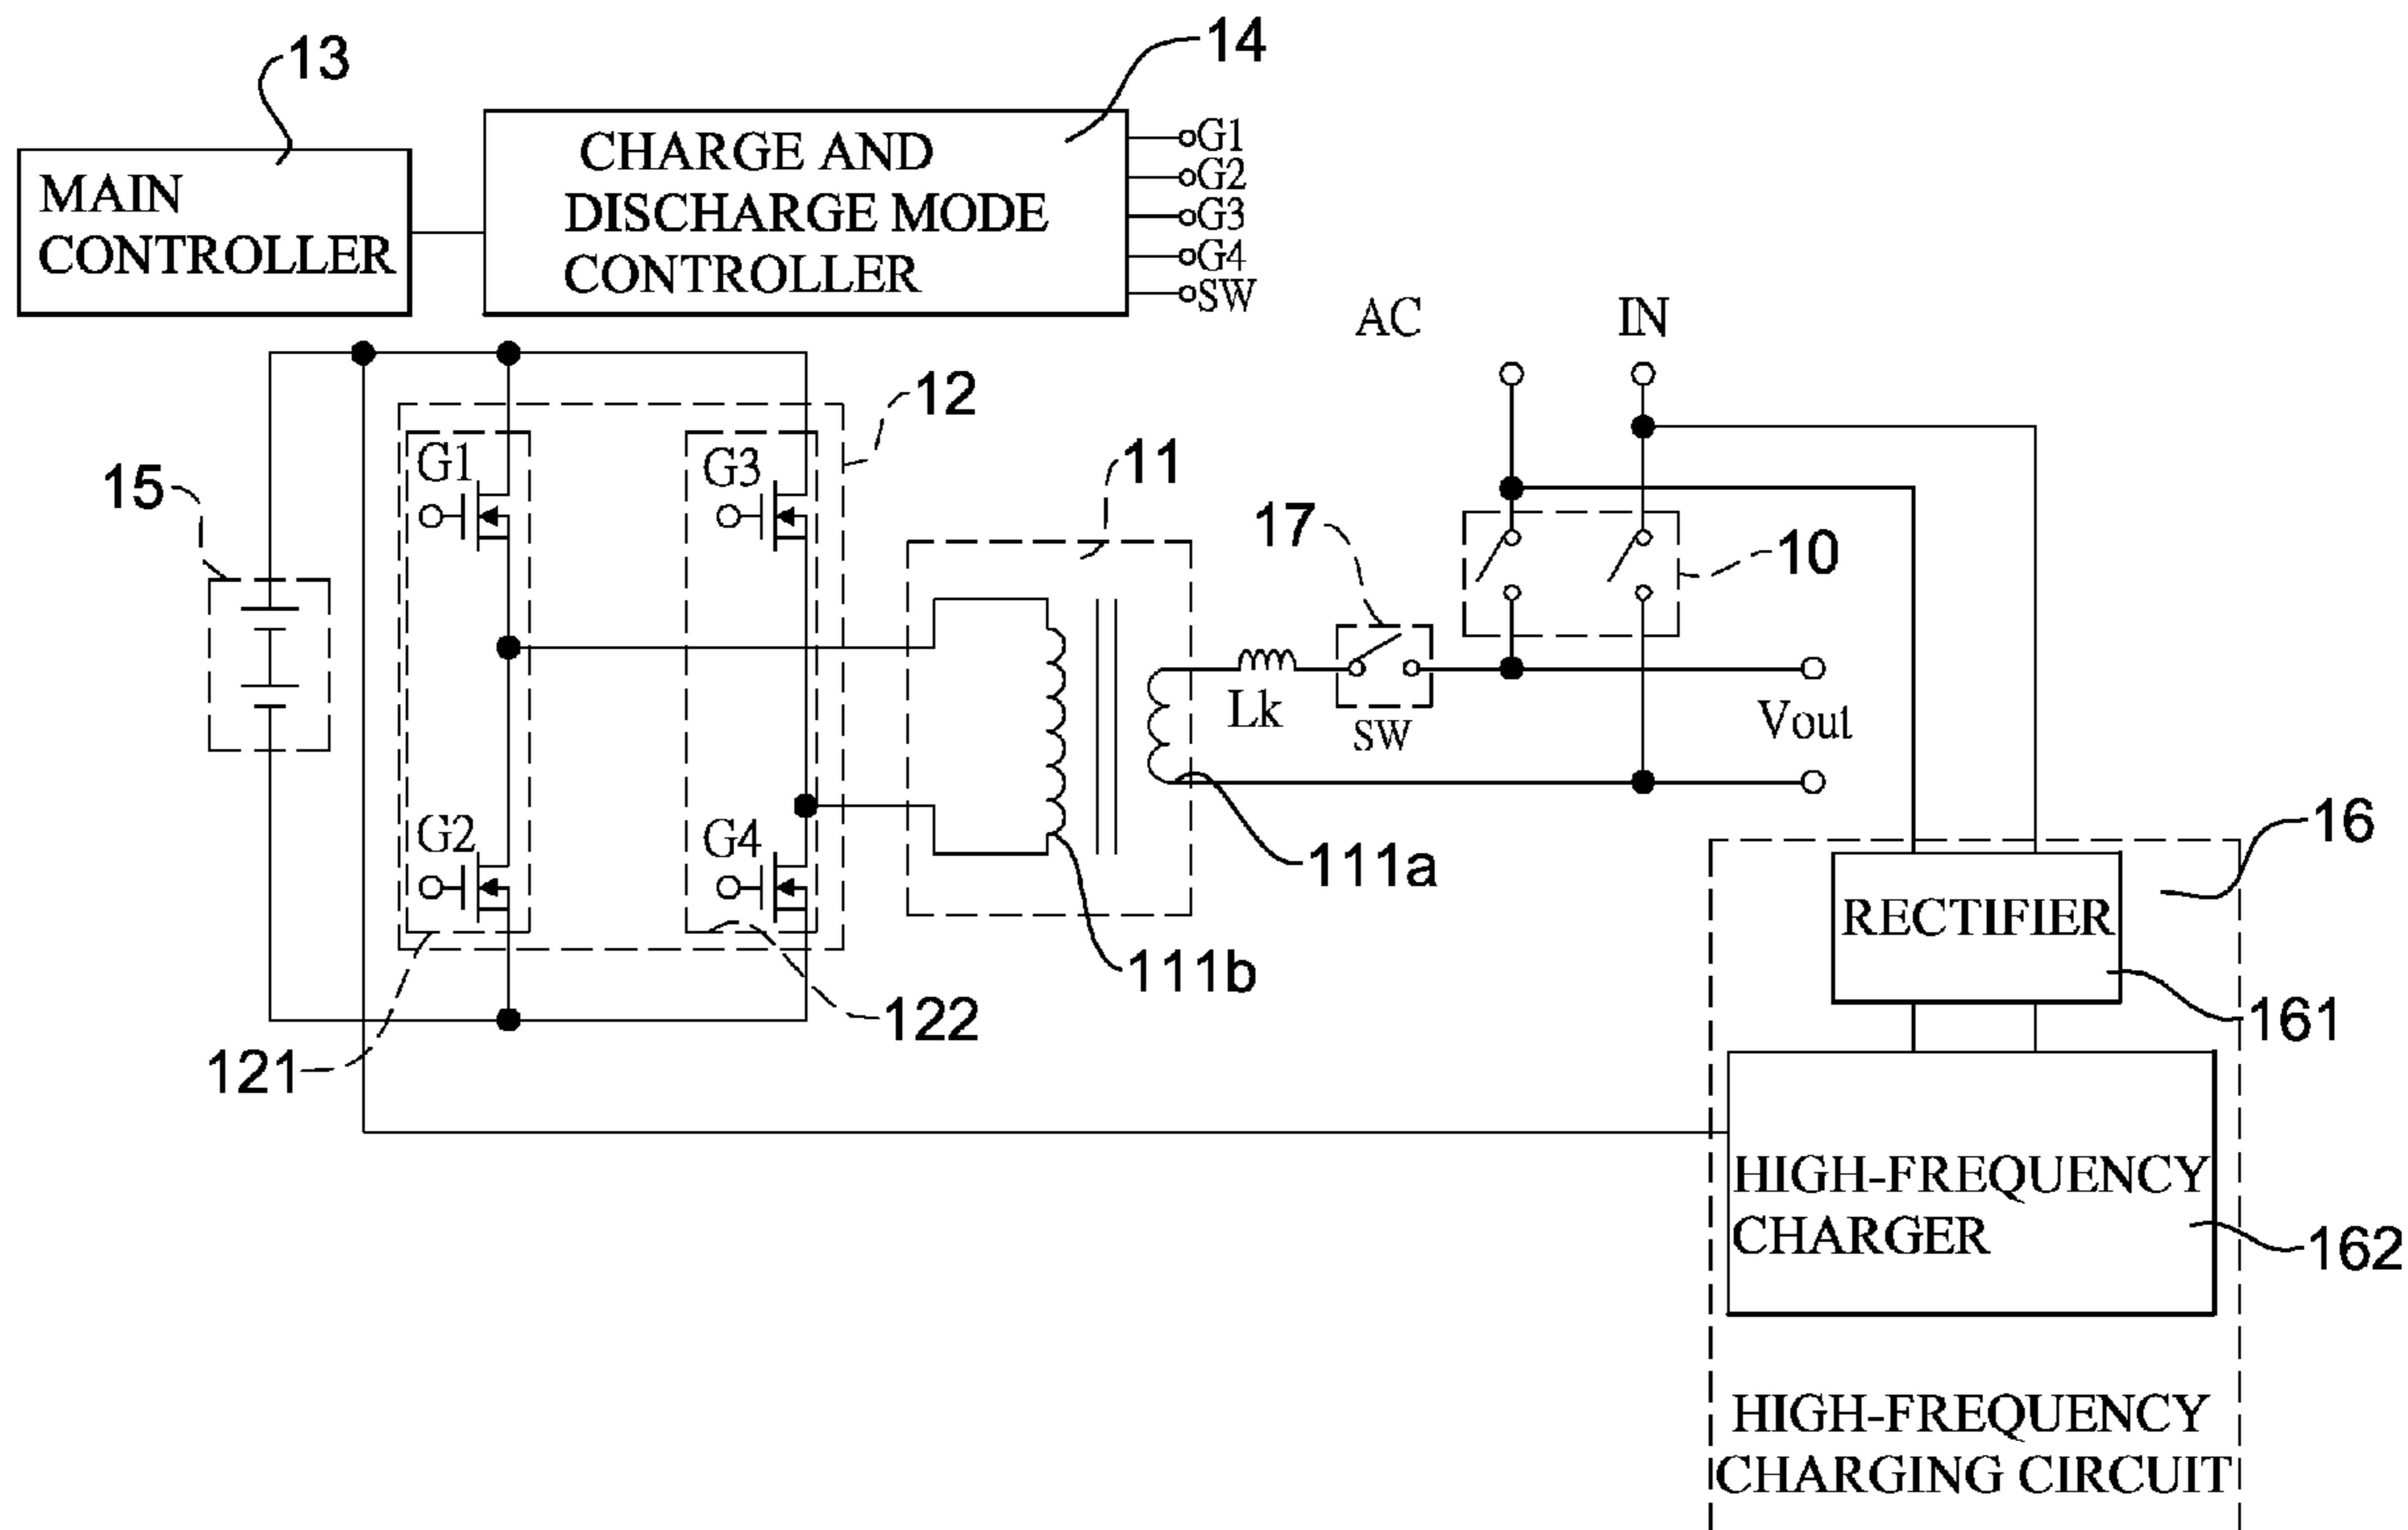 13
14
MAIN
CONTROLLER
CHARGE AND
DISCHARGE MODE
CONTROLLER
G1
G2
G3
G4
SW
AC IN
12
11
15
G1
G3
17
10
Lk
SW
Vout
G2
G4
16
111a
111b
122
121
RECTIFIER
161
HIGH-FREQUENCY
CHARGER
162
HIGH-FREQUENCY
CHARGING CIRCUIT